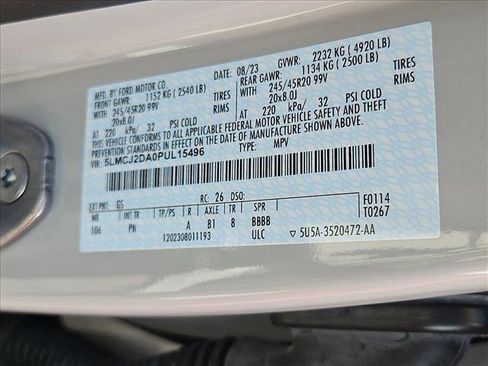 MFD. BY FORD MOTOR CO.
08/23 GVWR: 2232 KG ( 4920 LB)
FRONT GAWR: 1152 KG ( 2540 LB) REAR GAWR: 1134 KG ( 2500 LB)
245/45R20 99V TIRES 245/45R20 99V TIRES
20x8.0J RIMS 20x8.0J RIMS
AT 220 kPa/ 32 PSI COLD AT 220 kPa/ 32 PSI COLD
THIS VEHICLE CONFORMS TO ALL APPLICABLE FEDERAL MOTOR VEHICLE SAFETY AND THEFT
PREVENTION STANDARDS IN EFFECT ON THE DATE OF MANUFACTURE SHOWN ABOVE.
VIN: 5LMCJ2DA0PUL15496 TYPE: MPV
EXT PNT: GS RC: 26 DSO: F0114
WB INT TR TP/PS R AXLE TR SPR T0267
106 PN A 81 8 BBBB
1202308011193 ULC ▽ 5U5A-3520472-AA